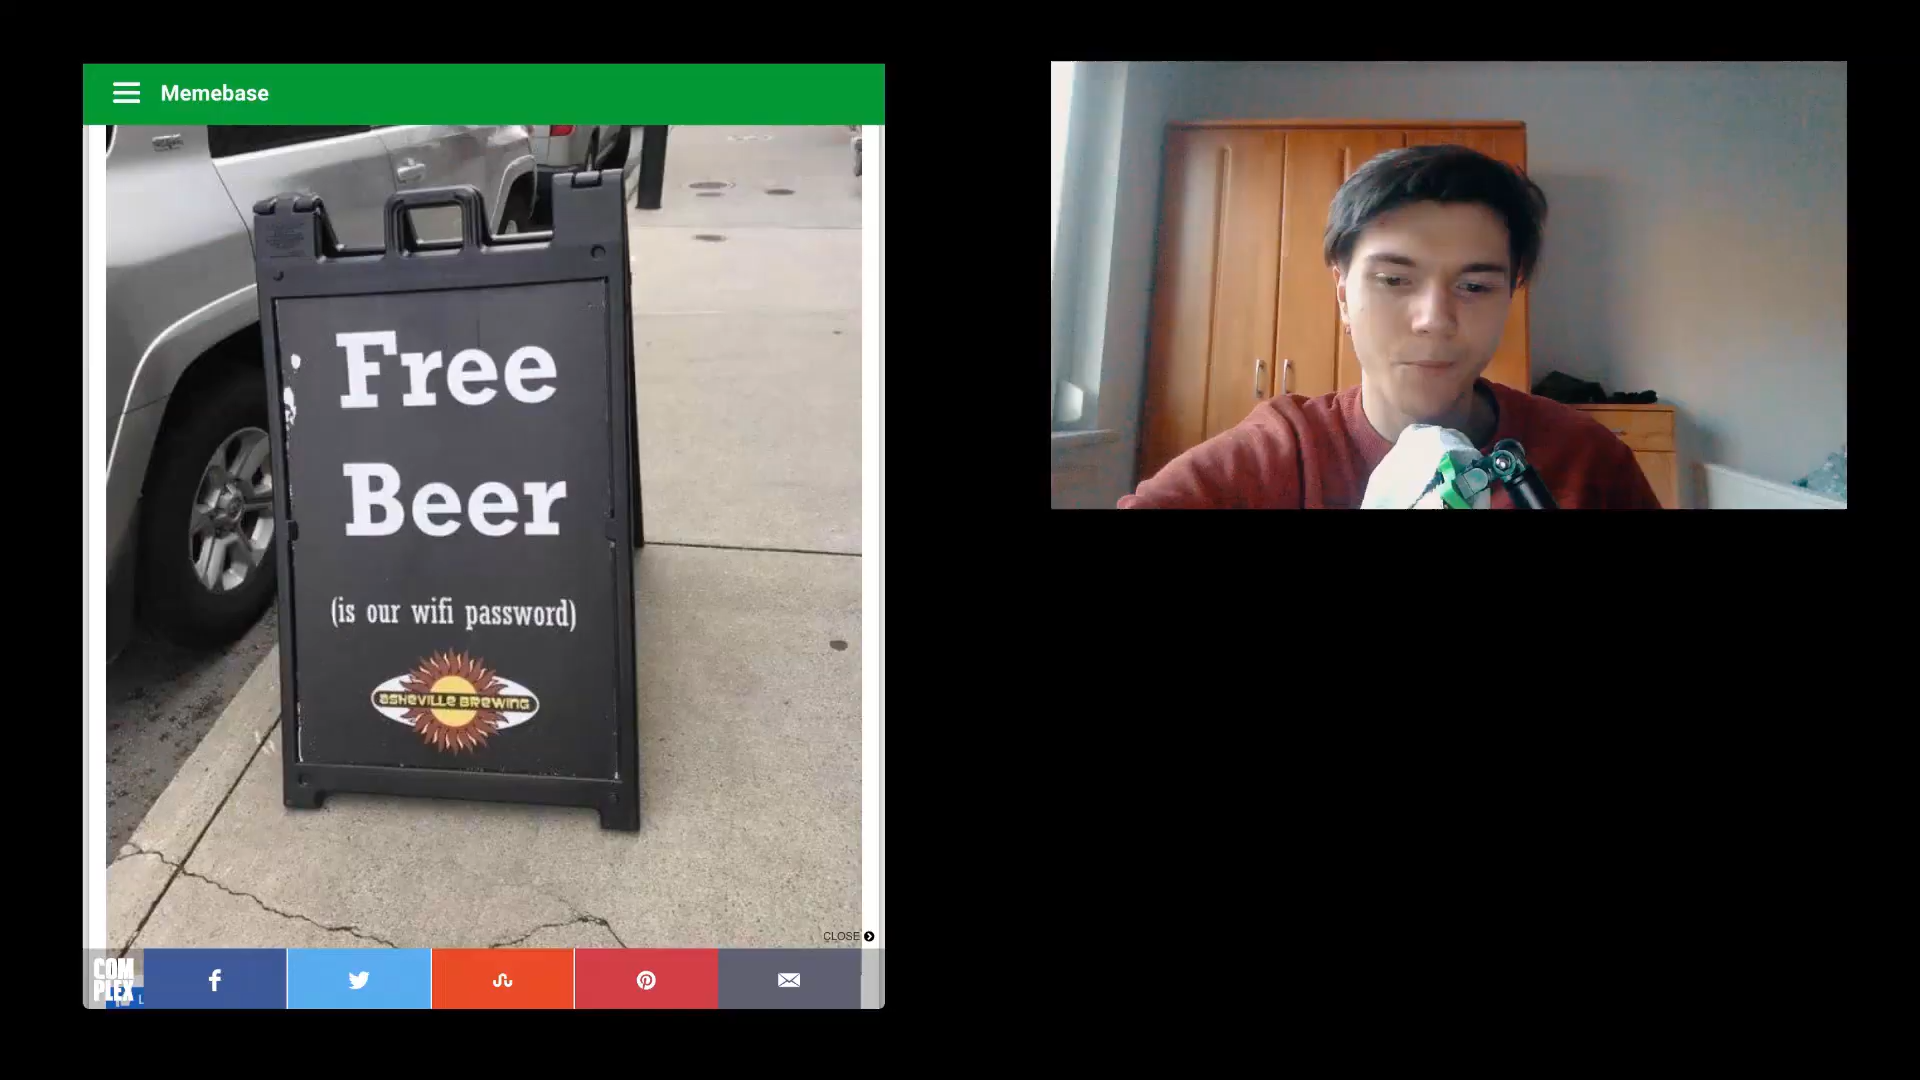 Memebase
Free
Beer
(is our wifi password)
asheville brewing
CLOSE
COM
PLEX
L